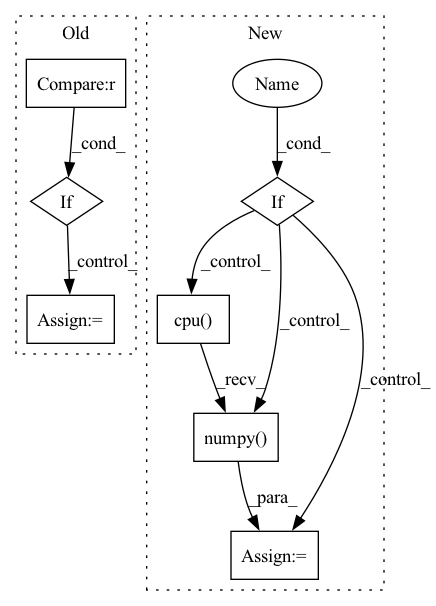 Old
New
Compare:r
Name
_cond_
_cond_
If
If
_control_
_control_
_control_
_control_
Assign:=
cpu()
_recv_
numpy()
_para_
Assign:=